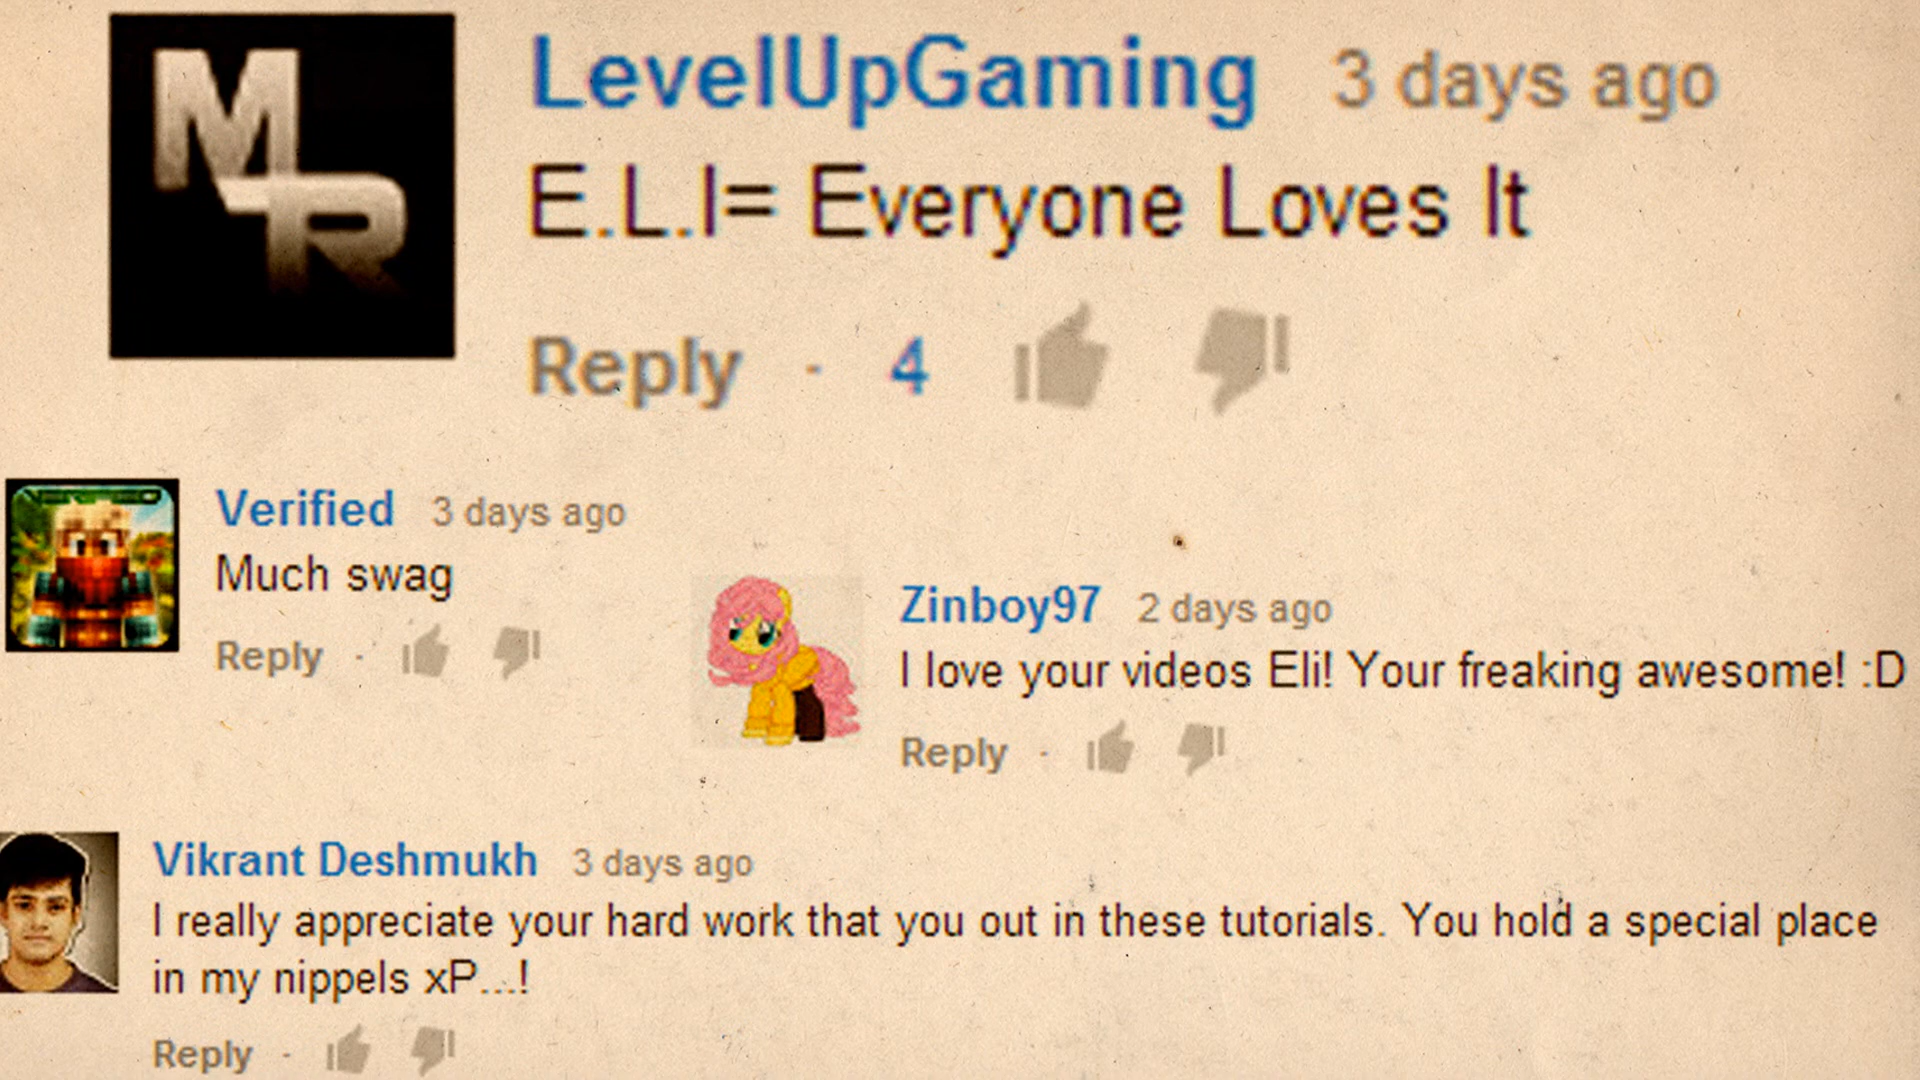 M
R
LevelUpGaming 3 days ago
E.L.I= Everyone Loves It
Reply · 4
Verified 3 days ago
Much swag
Reply ·
Zinboy97 2 days ago
I love your videos Eli! Your freaking awesome! :D
Reply ·
Vikrant Deshmukh 3 days ago
I really appreciate your hard work that you out in these tutorials. You hold a special place
in my nippels xP...!
Reply ·